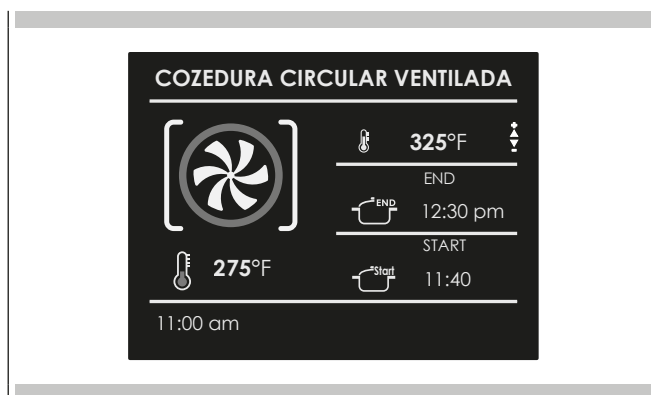 COZEDURA CIRCULAR VENTILADA
325°F
END
END
12:30 pm
START
275°F
Start
11:40
11:00 am